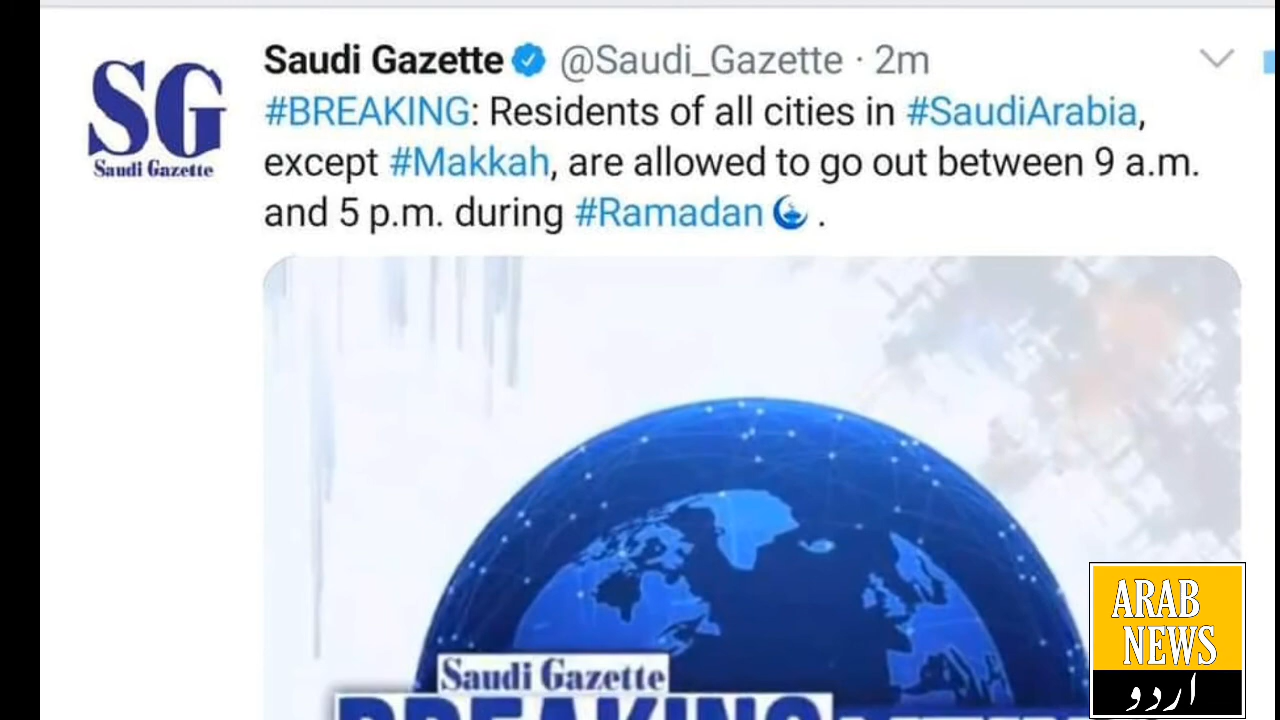 SG
Saudi Gazette
Saudi Gazette @Saudi_Gazette · 2m
#BREAKING: Residents of all cities in #SaudiArabia,
except #Makkah, are allowed to go out between 9 a.m.
and 5 p.m. during #Ramadan .
Saudi Gazette
BREAKING
ARAB
NEWS
اردو